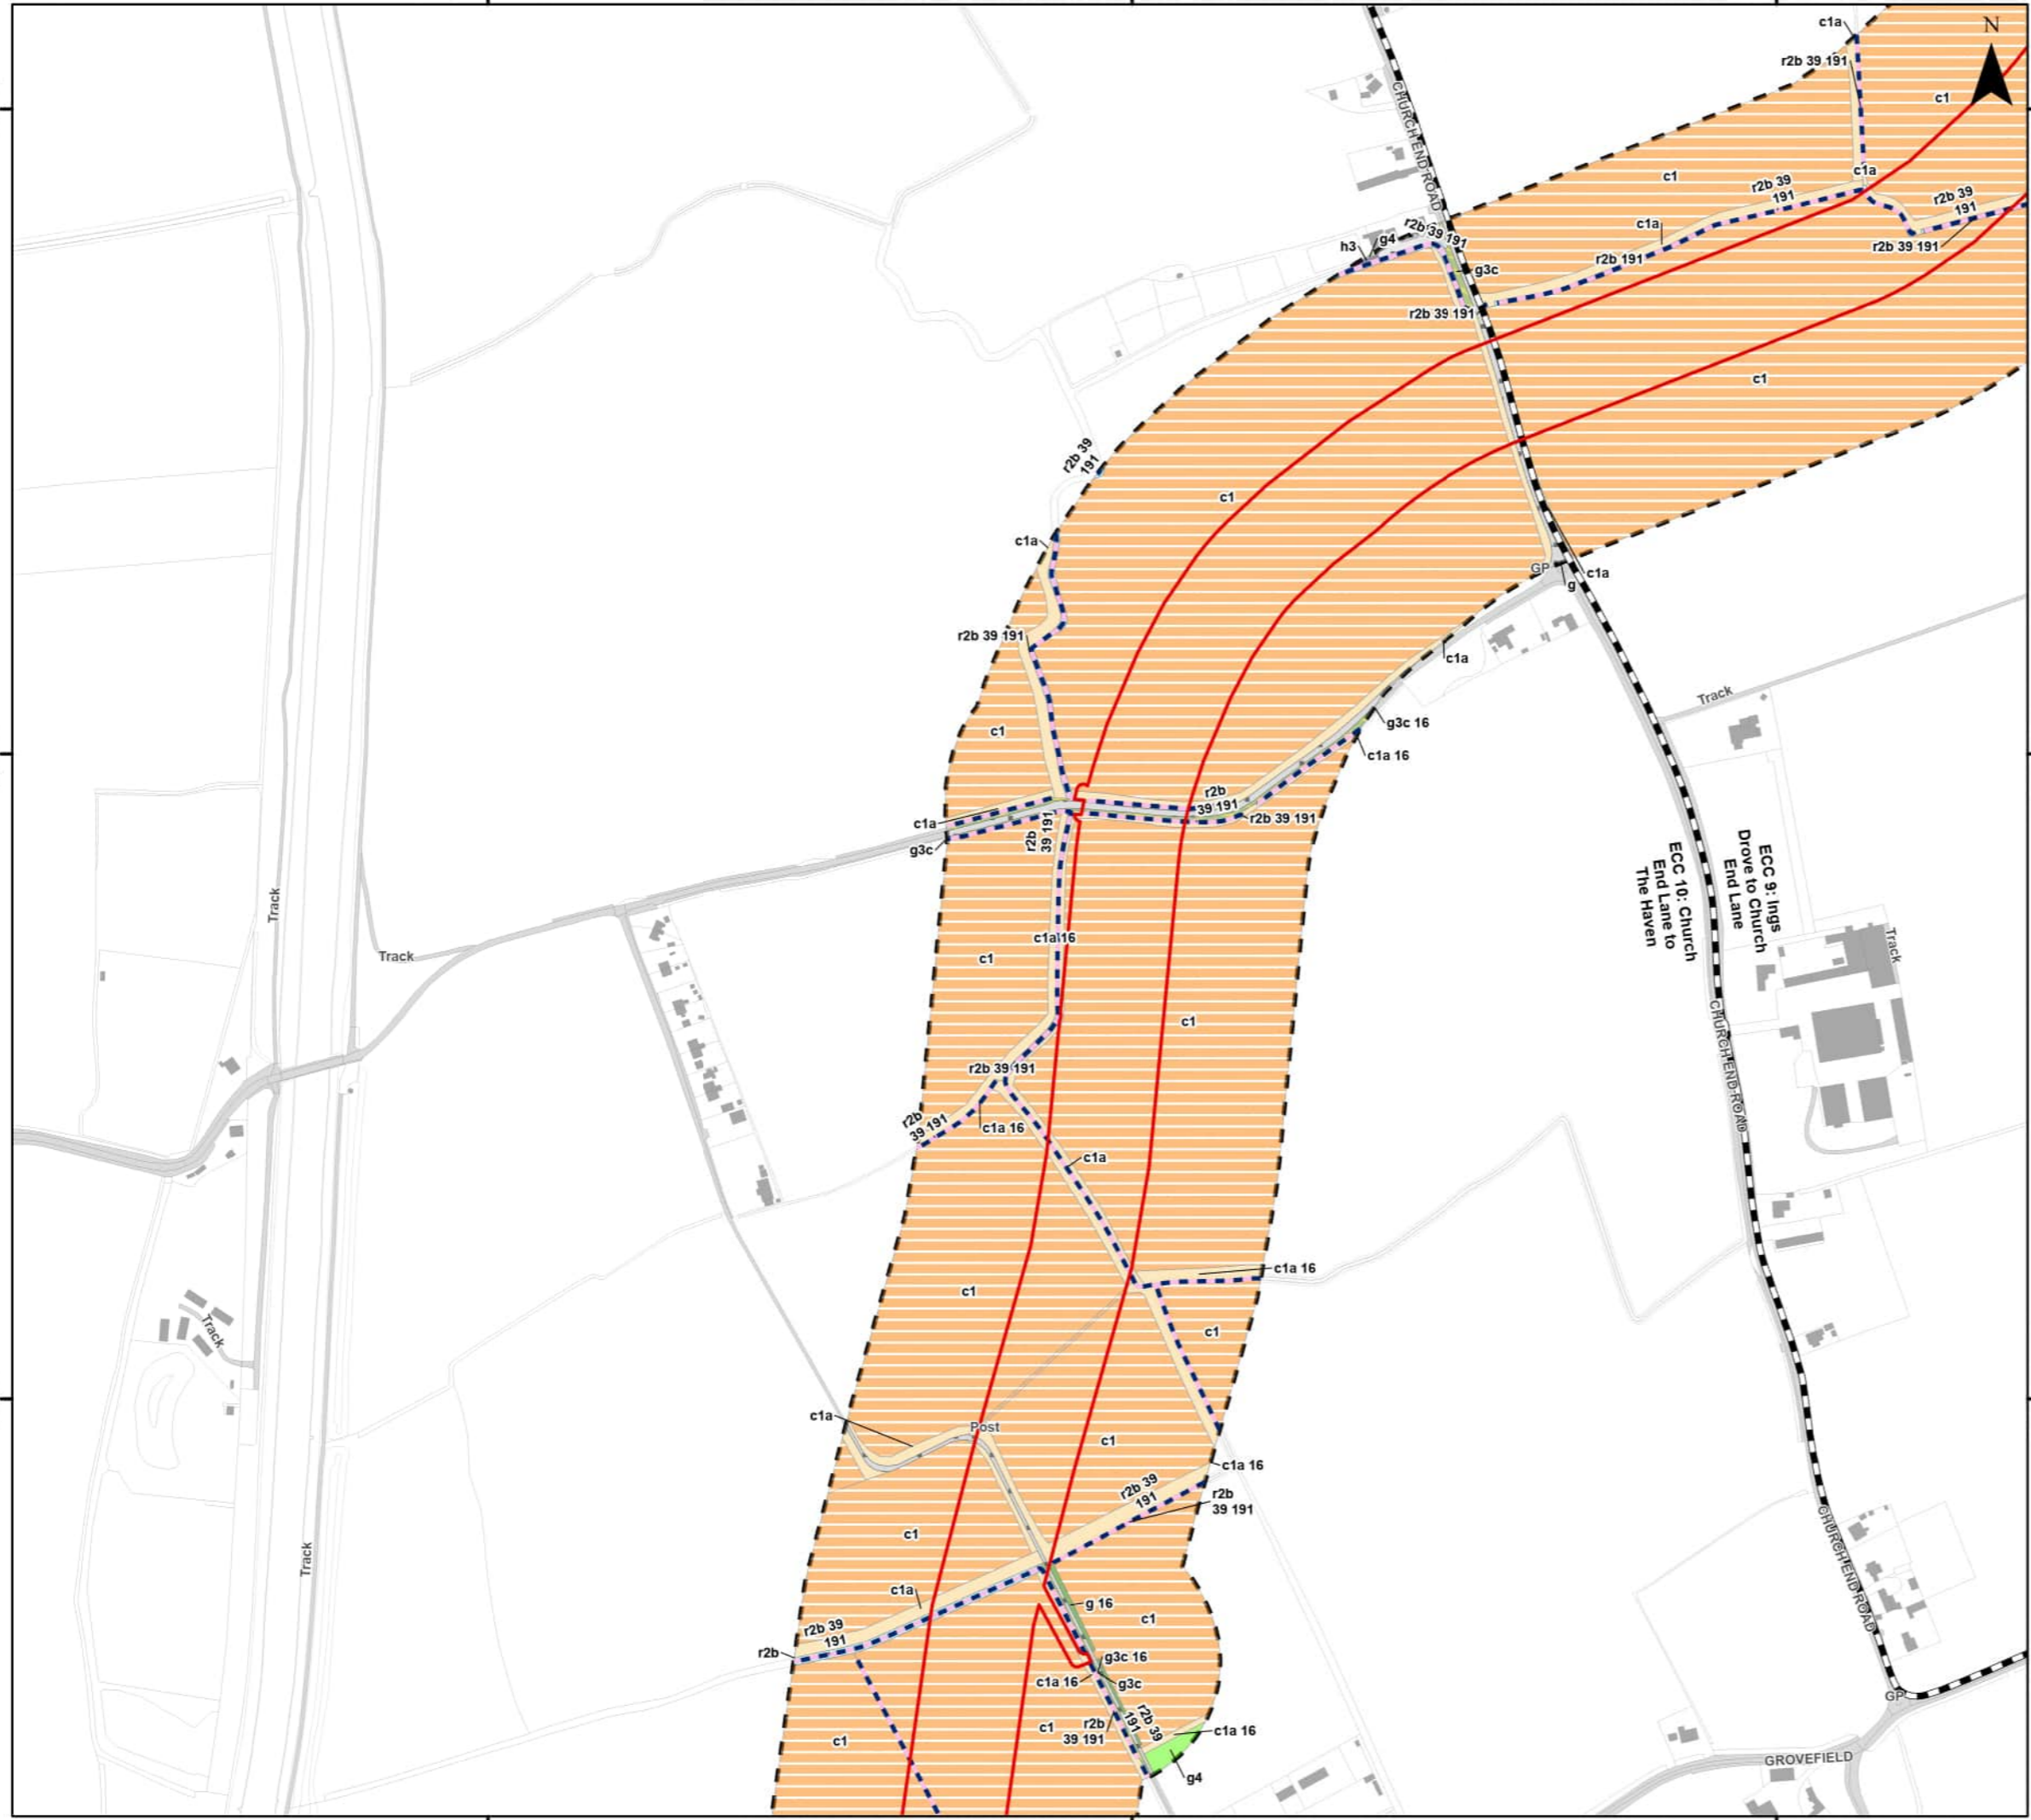 c1a
N
r2b 39 191
c1
CHURCH END ROAD
c1
c1a
r2b 39
191
r2b 39
191
c1a
r2b 39 191
h3
g4
r2b 191
r2b 39 191
g3c
r2b 39 191
c1
r2b 39
191
c1
c1a
GP
g
c1a
r2b 39 191
c1a
Track
c1
g3c 16
c1a 16
r2b
39 191
r2b 39 191
c1a
g3c
r2b
39 191
ECC 9: Ings
Drove to Church
End Lane
ECC 10: Church
End Lane to
The Haven
Track
Track
Track
c1a 16
c1
c1
CHURCH END ROAD
r2b 39 191
r2b
39 191
c1a 16
c1a
c1a 16
c1
c1
Track
c1a
Post
c1
c1a 16
r2b 39
191
r2b
39 191
c1
Track
CHURCH END ROAD
c1a
g 16
c1
r2b 39
191
r2b
g3c 16
c1a 16
g3c
GP
c1
r2b
39 191
r2b 39
191
c1a 16
c1
g4
GROVEFIELD